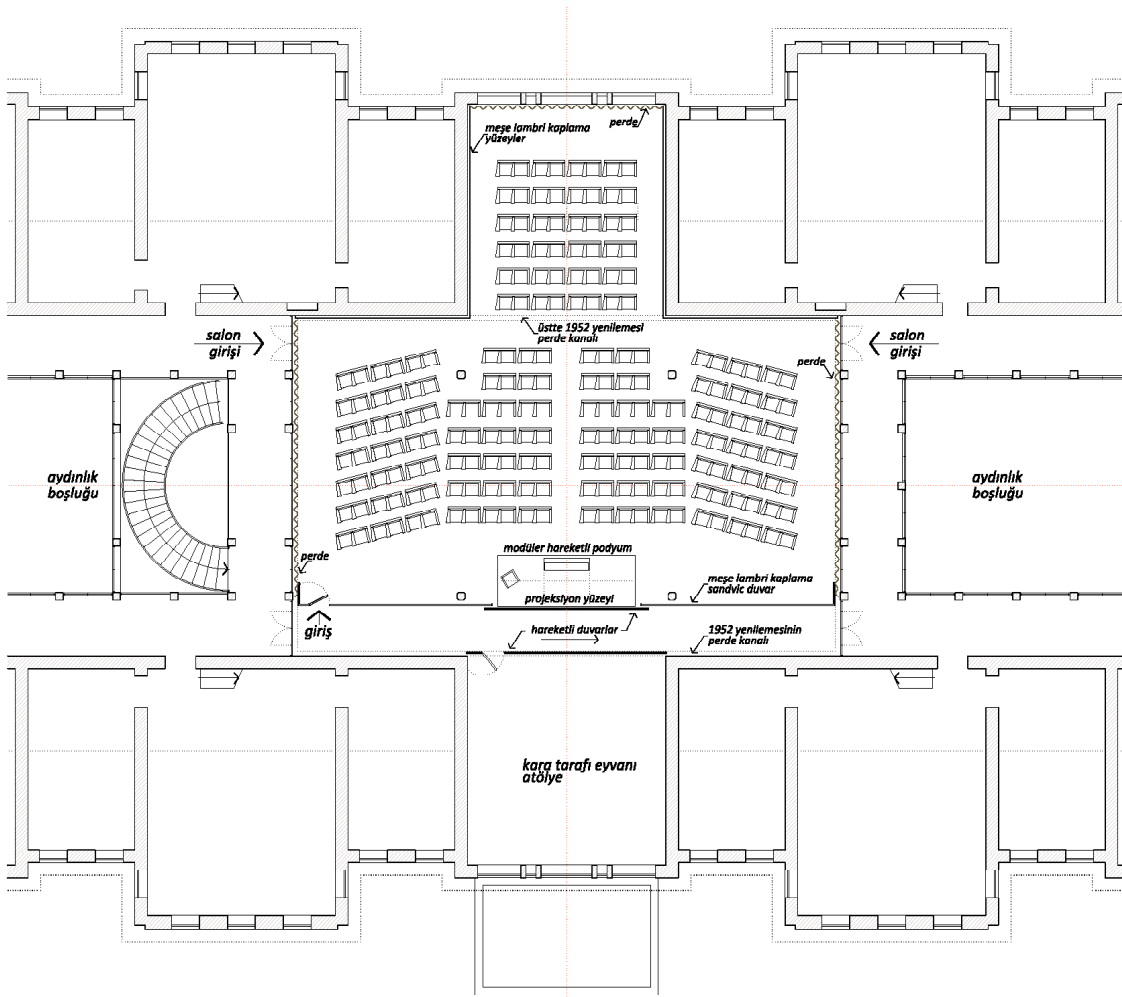 perde
meşe lambri kaplama
yüzeyler
salon
girişi
üstte 1952 yenilemesi
perde kanalı
salon
girişi
perde
aydınlık
boşluğu
aydınlık
boşluğu
modüler hareketli podyum
perde
meşe lambri kaplama
sandviç duvar
projeksiyon yüzeyi
giriş
hareketli duvarlar
1952 yenilemesinin
perde kanalı
kara tarafı eyvanı
atölye